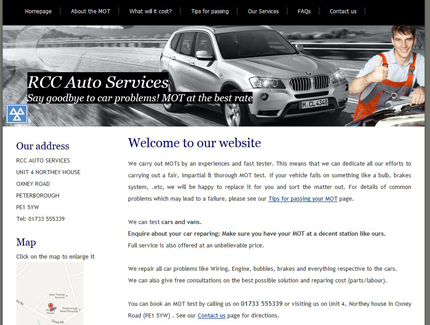 Homepage
About the MOT
What will it cost?
Tips for passing
Our Services
FAQs
Contact us
RCC Auto Services
Say goodbye to car problems! MOT at the best rate
Our address
RCC AUTO SERVICES
UNIT 4 NORTHEY HOUSE
OXNEY ROAD
PETERBOROUGH
PE1 5YW
Tel: 01733 555339
Map
Click on the map to enlarge it
Welcome to our website
We carry out MOTs by an experiences and fast tester. This means that we can dedicate all our efforts to
carrying out a fair, impartial & thorough MOT test. If your vehicle fails on something like a bulb, brakes
system, ,etc, we will be happy to replace it for you and sort the matter out. For details of common
problems which may lead to a failure, please see our Tips for passing your MOT page.
We can test cars and vans.
Enquire about your car reparing; Make sure you have your MOT at a decent station like ours.
Full service is also offered at an unbelievable price.
We repair all car problems like Wiring, Engine, bubbles, brakes and everything respective to the cars.
We can also give free consultations on the best possible solution and reparing cost (parts/labour).
You can book an MOT test by calling us on 01733 555339 or visiting us on Unit 4, Northey house in Oxney
Road (PE1 5YW) . See our Contact us page for directions.